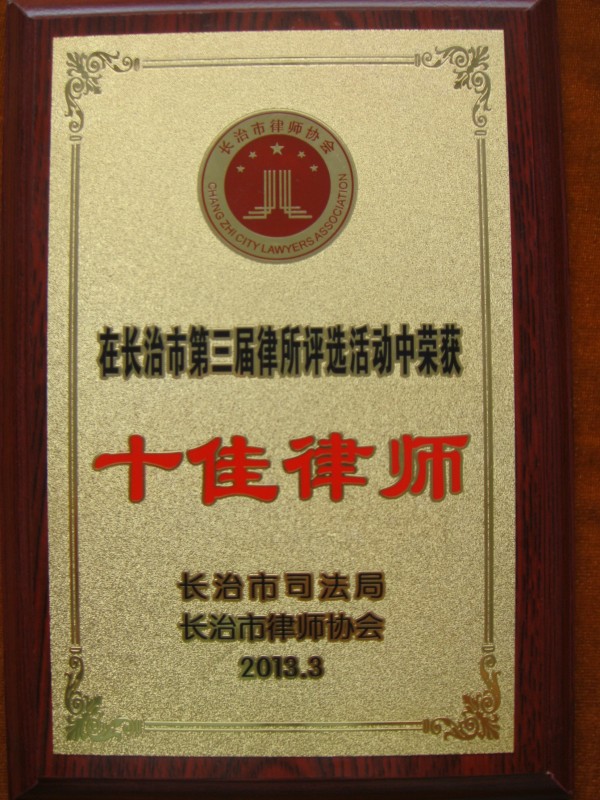 长治市律师协会
CHANG ZHI CITY LAWYERS ASSOCIATION
在长治市第三届律所评选活动中荣获
十佳律师
长治市司法局
长治市律师协会
2013.3